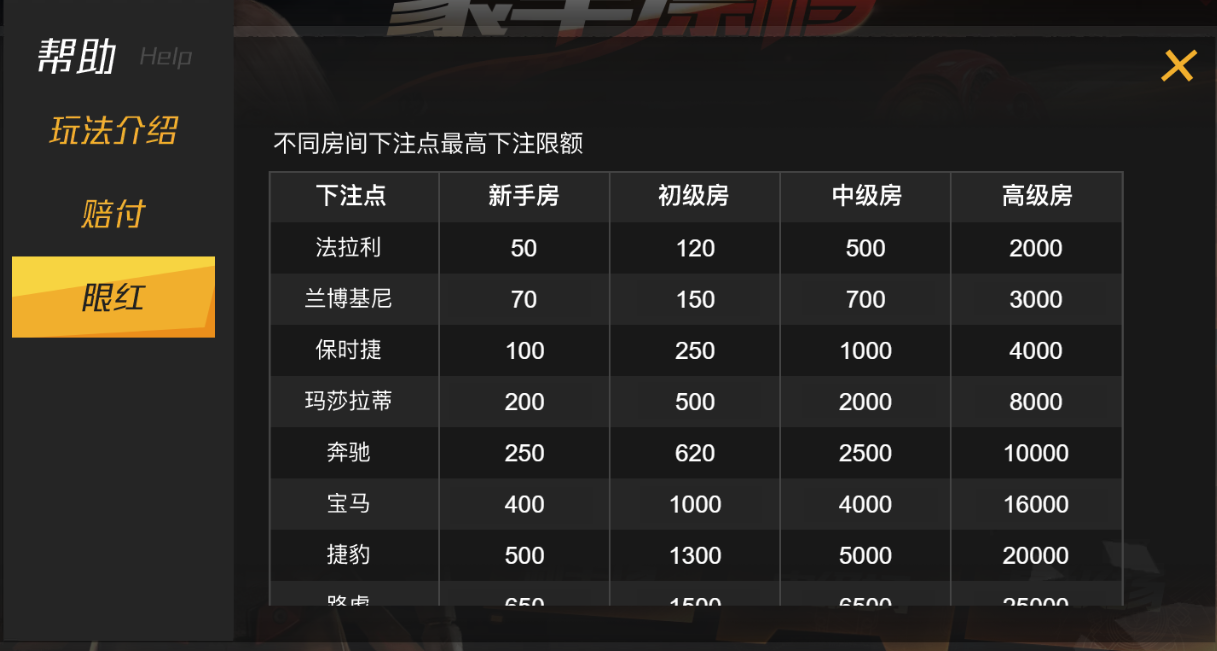 帮助 Help
玩法介绍
赔付
限红
不同房间下注点最高下注限额
下注点 新手房 初级房 中级房 高级房
法拉利 50 120 500 2000
兰博基尼 70 150 700 3000
保时捷 100 250 1000 4000
玛莎拉蒂 200 500 2000 8000
奔驰 250 620 2500 10000
宝马 400 1000 4000 16000
捷豹 500 1300 5000 20000
路虎 650 1500 6500 25000